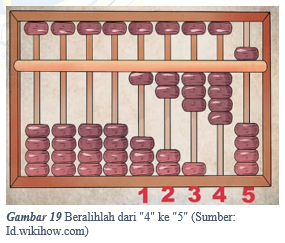 1 2 3 4 5
Gambar 19 Beralihlah dari "4" ke "5" (Sumber:
Id.wikihow.com)